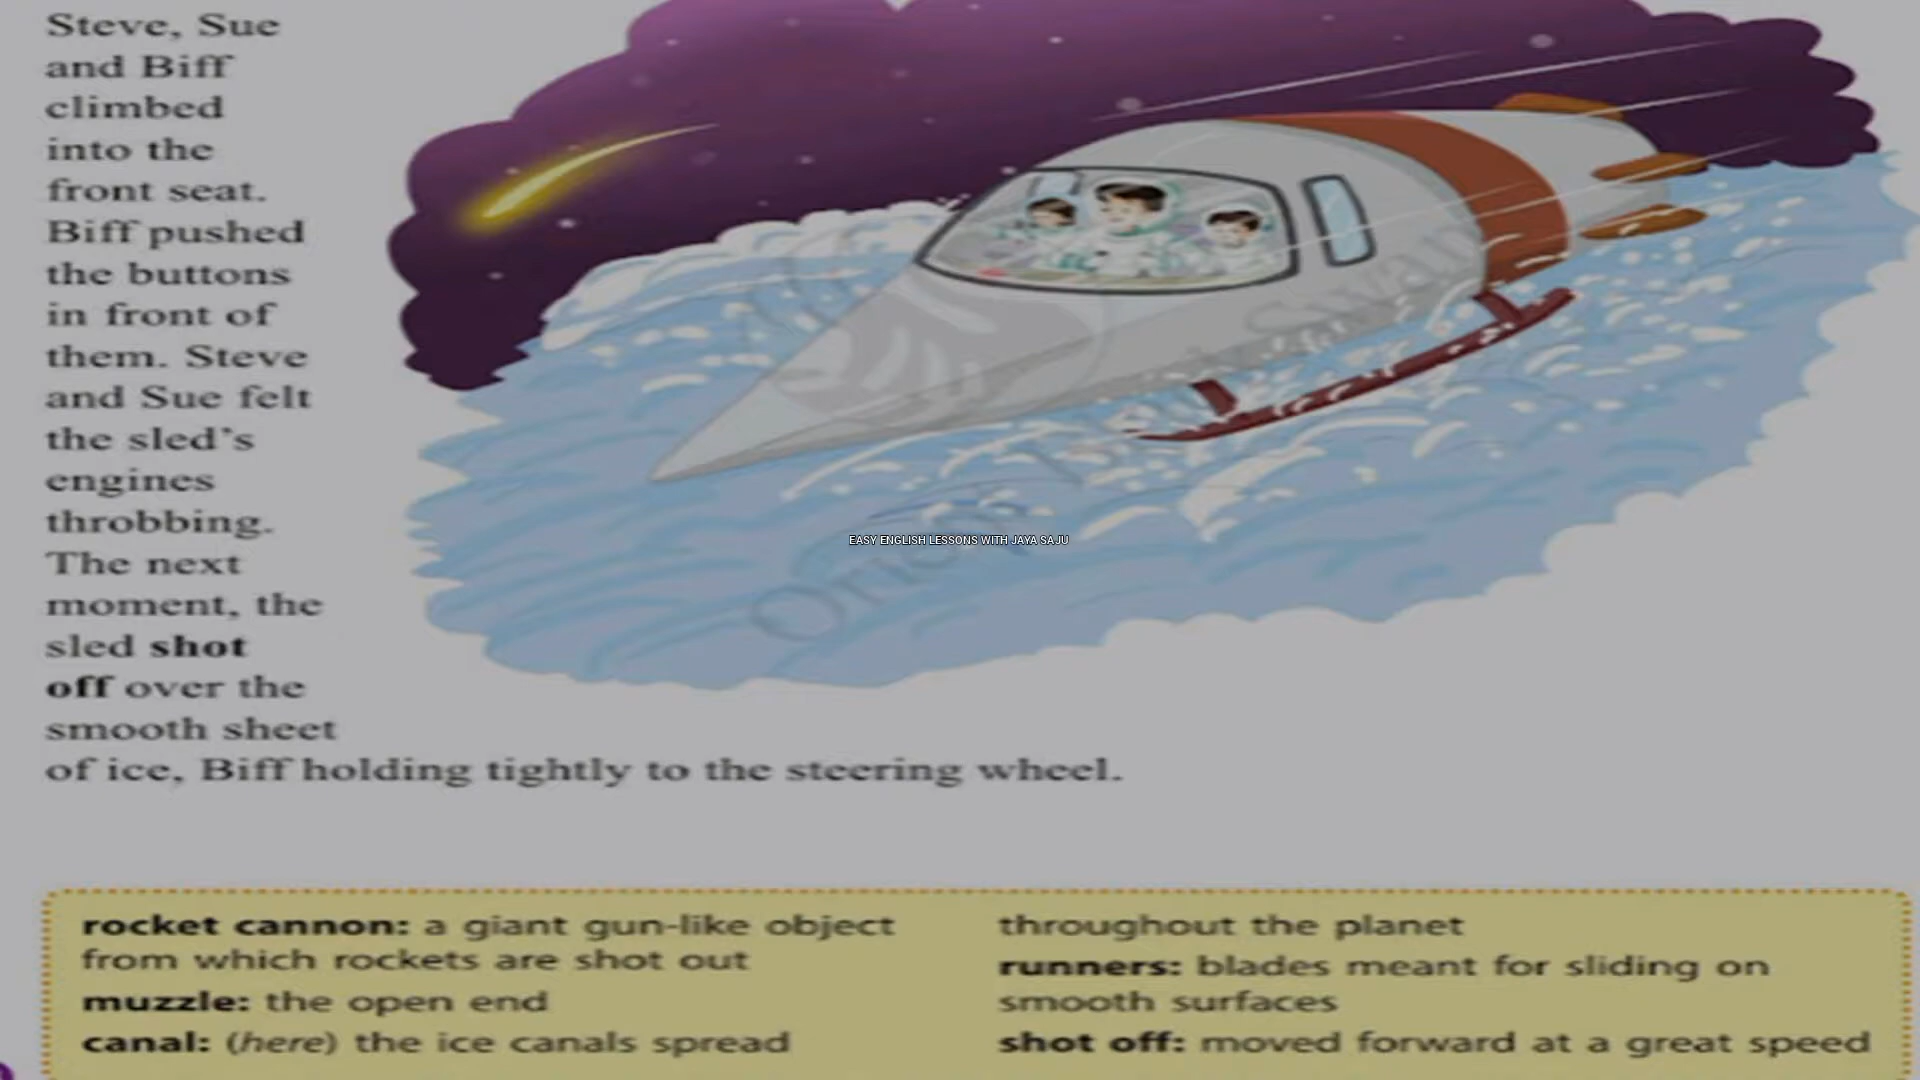 Steve, Sue
and Biff
climbed
into the
front seat.
Biff pushed
the buttons
in front of
them. Steve
and Sue felt
the sled's
engines
throbbing.
The next
moment, the
sled shot
off over the
smooth sheet
of ice, Biff holding tightly to the steering wheel.
EASY ENGLISH LESSONS WITH JAYA SAJU
rocket cannon: a giant gun-like object
from which rockets are shot out
muzzle: the open end
canal: (here) the ice canals spread
throughout the planet
runners: blades meant for sliding on
smooth surfaces
shot off: moved forward at a great speed